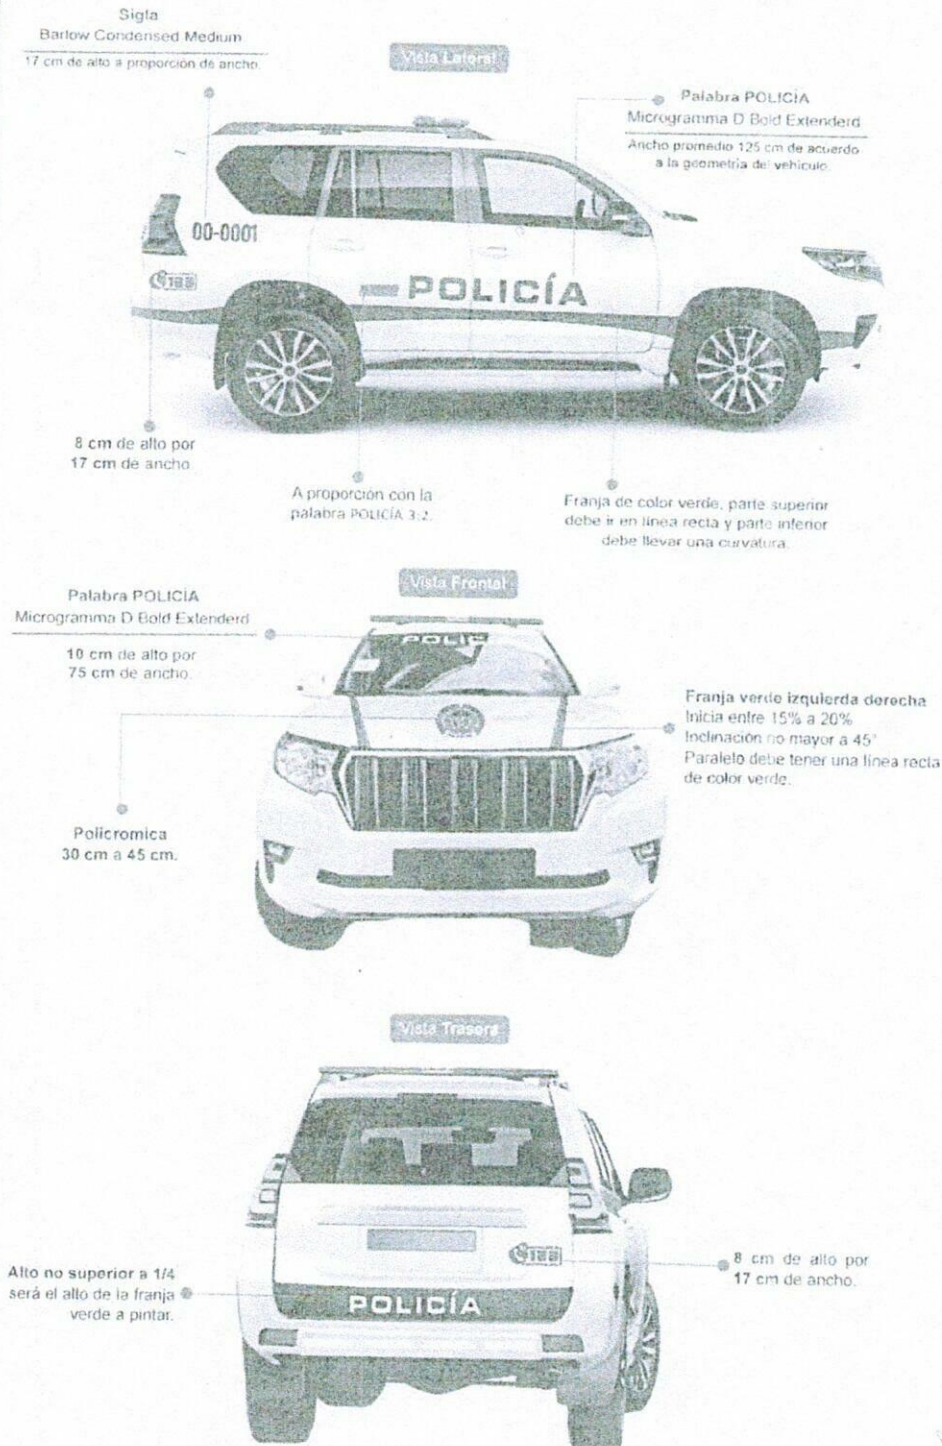 Sigla
Barlow Condensed Medium
17 cm de alto a proporción de ancho.
Vista Lateral
Palabra POLICÍA
Microgramma D Bold Extenderd
Ancho promedio 125 cm de acuerdo
a la geometría del vehículo.
00-0001
123
POLICÍA
8 cm de alto por
17 cm de ancho.
A proporción con la
palabra POLICÍA 3:2.
Franja de color verde, parte superior
debe ir en línea recta y parte inferior
debe llevar una curvatura.
Vista Frontal
Palabra POLICÍA
Microgramma D Bold Extenderd
10 cm de alto por
75 cm de ancho.
POLIC
Franja verde izquierda derecha
Inicia entre 15% a 20%
Inclinación no mayor a 45°
Paralelo debe tener una línea recta
de color verde.
Policromica
30 cm a 45 cm.
Vista Trasera
123
8 cm de alto por
17 cm de ancho.
Alto no superior a 1/4
será el alto de la franja
verde a pintar.
POLICÍA